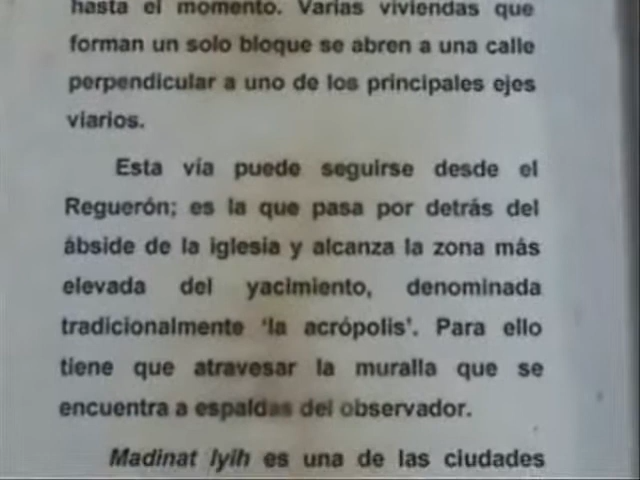 hasta el momento. Varias viviendas que
forman un solo bloque se abren a una calle
perpendicular a uno de los principales ejes
viarios.
Esta vía puede seguirse desde el
Reguerón; es la que pasa por detrás del
ábside de la iglesia y alcanza la zona más
elevada del yacimiento, denominada
tradicionalmente 'la acrópolis'. Para ello
tiene que atravesar la muralla que se
encuentra a espaldas del observador.
Madinat Iyih es una de las ciudades